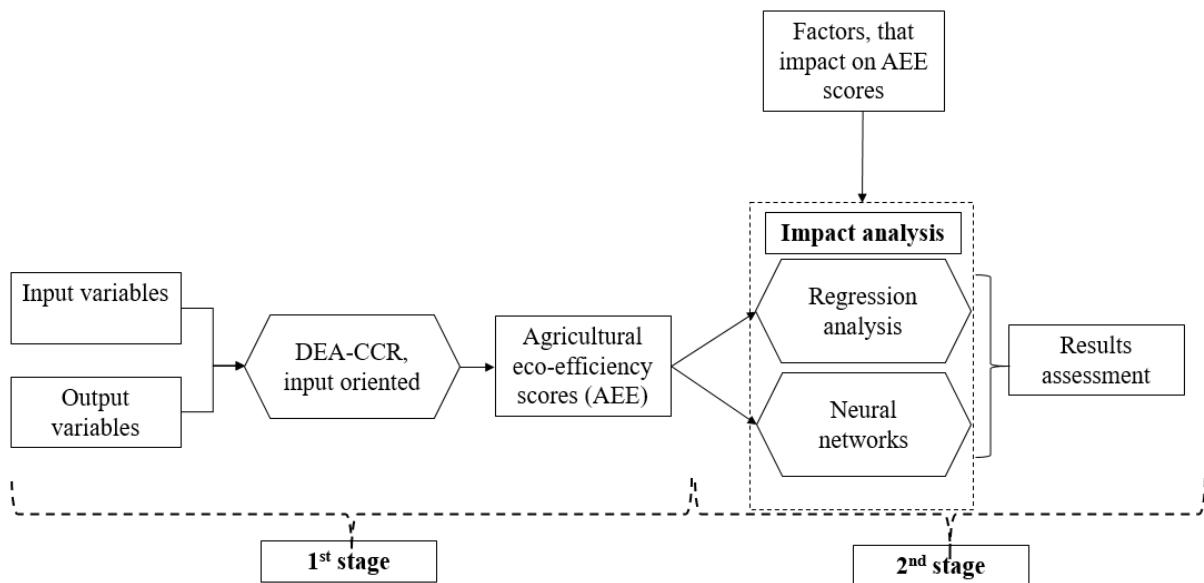 Factors, that
impact on AEE
scores
Impact analysis
Input variables
Output
variables
DEA-CCR,
input oriented
Agricultural
eco-efficiency
scores (AEE)
Regression
analysis
Neural
networks
Results
assessment
1st stage
2nd stage